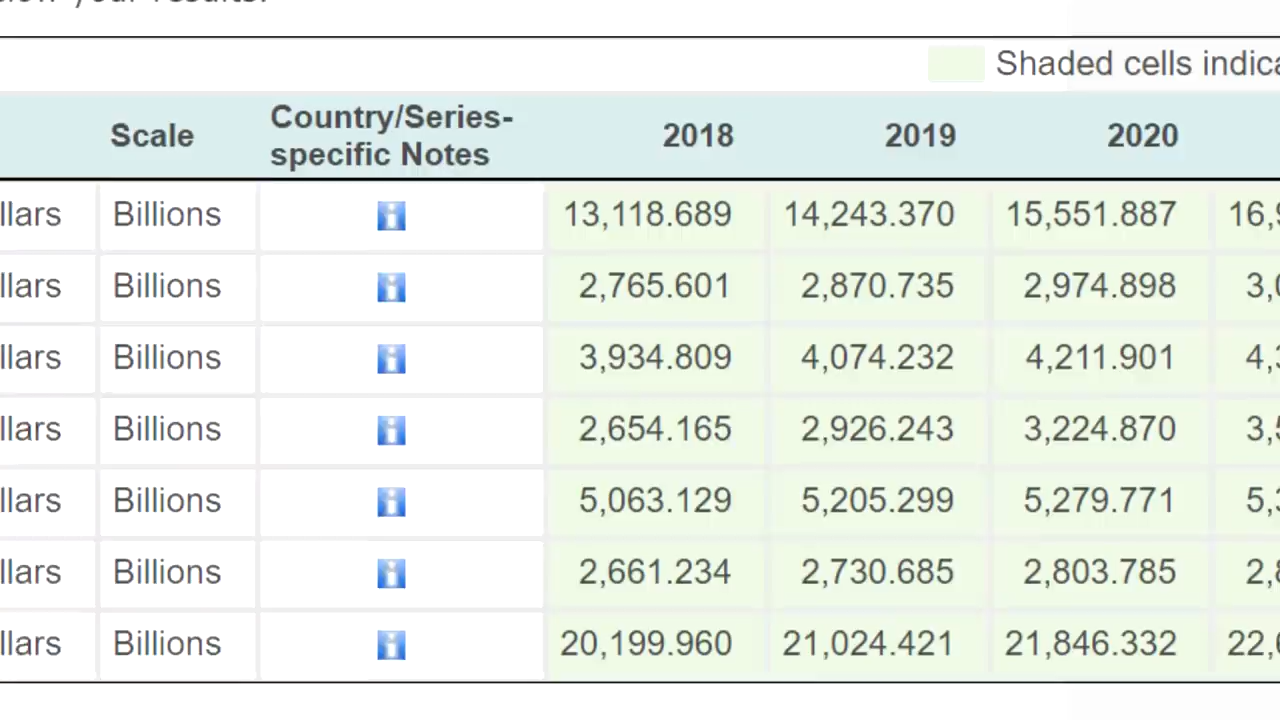 your results.
Shaded cells indica
Scale Country/Series-specific Notes 2018 2019 2020
llars Billions 13,118.689 14,243.370 15,551.887 16,9
llars Billions 2,765.601 2,870.735 2,974.898 3,0
llars Billions 3,934.809 4,074.232 4,211.901 4,3
llars Billions 2,654.165 2,926.243 3,224.870 3,5
llars Billions 5,063.129 5,205.299 5,279.771 5,3
llars Billions 2,661.234 2,730.685 2,803.785 2,8
llars Billions 20,199.960 21,024.421 21,846.332 22,6